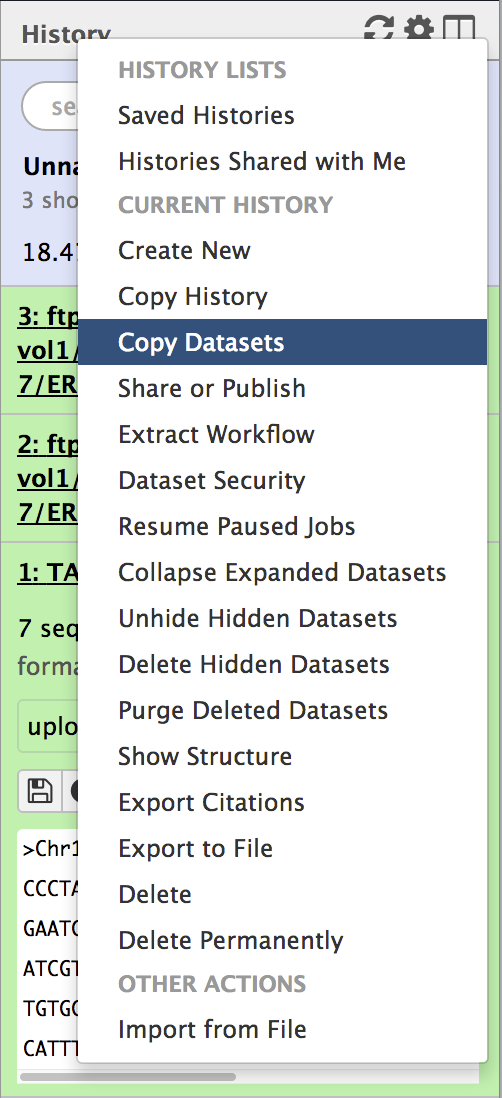 History
HISTORY LISTS
Saved Histories
Histories Shared with Me
CURRENT HISTORY
Create New
Copy History
Copy Datasets
Share or Publish
Extract Workflow
Dataset Security
Resume Paused Jobs
Collapse Expanded Datasets
Unhide Hidden Datasets
Delete Hidden Datasets
Purge Deleted Datasets
Show Structure
Export Citations
Export to File
Delete
Delete Permanently
OTHER ACTIONS
Import from File
se
Unna
3 sho
18.47
3: ftp
vol1/
7/ER
2: ftp
vol1/
7/ER
1: TA
7 seq
forma
uplo
>Chr1
CCCTA
GAATC
ATCGT
TGTGC
CATTT